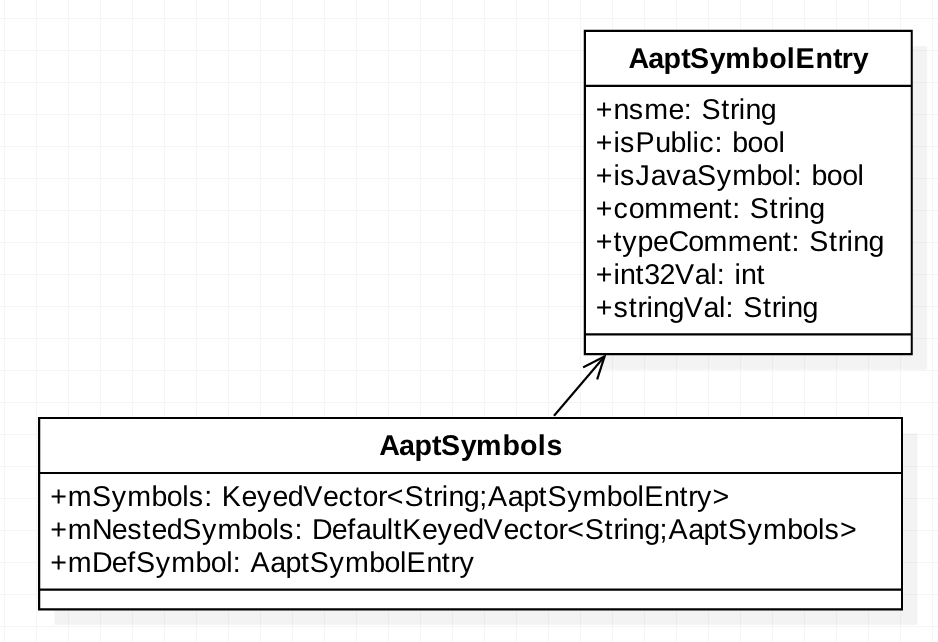 AaptSymbolEntry
+nsme: String
+isPublic: bool
+isJavaSymbol: bool
+comment: String
+typeComment: String
+int32Val: int
+stringVal: String
AaptSymbols
+mSymbols: KeyedVector<String;AaptSymbolEntry>
+mNestedSymbols: DefaultKeyedVector<String;AaptSymbols>
+mDefSymbol: AaptSymbolEntry